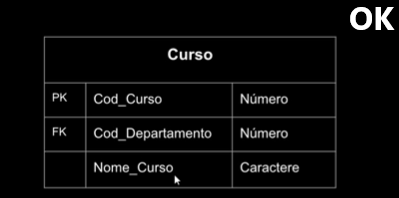 OK
Curso
PK Cod_Curso Número
FK Cod_Departamento Número
Nome_Curso Caractere